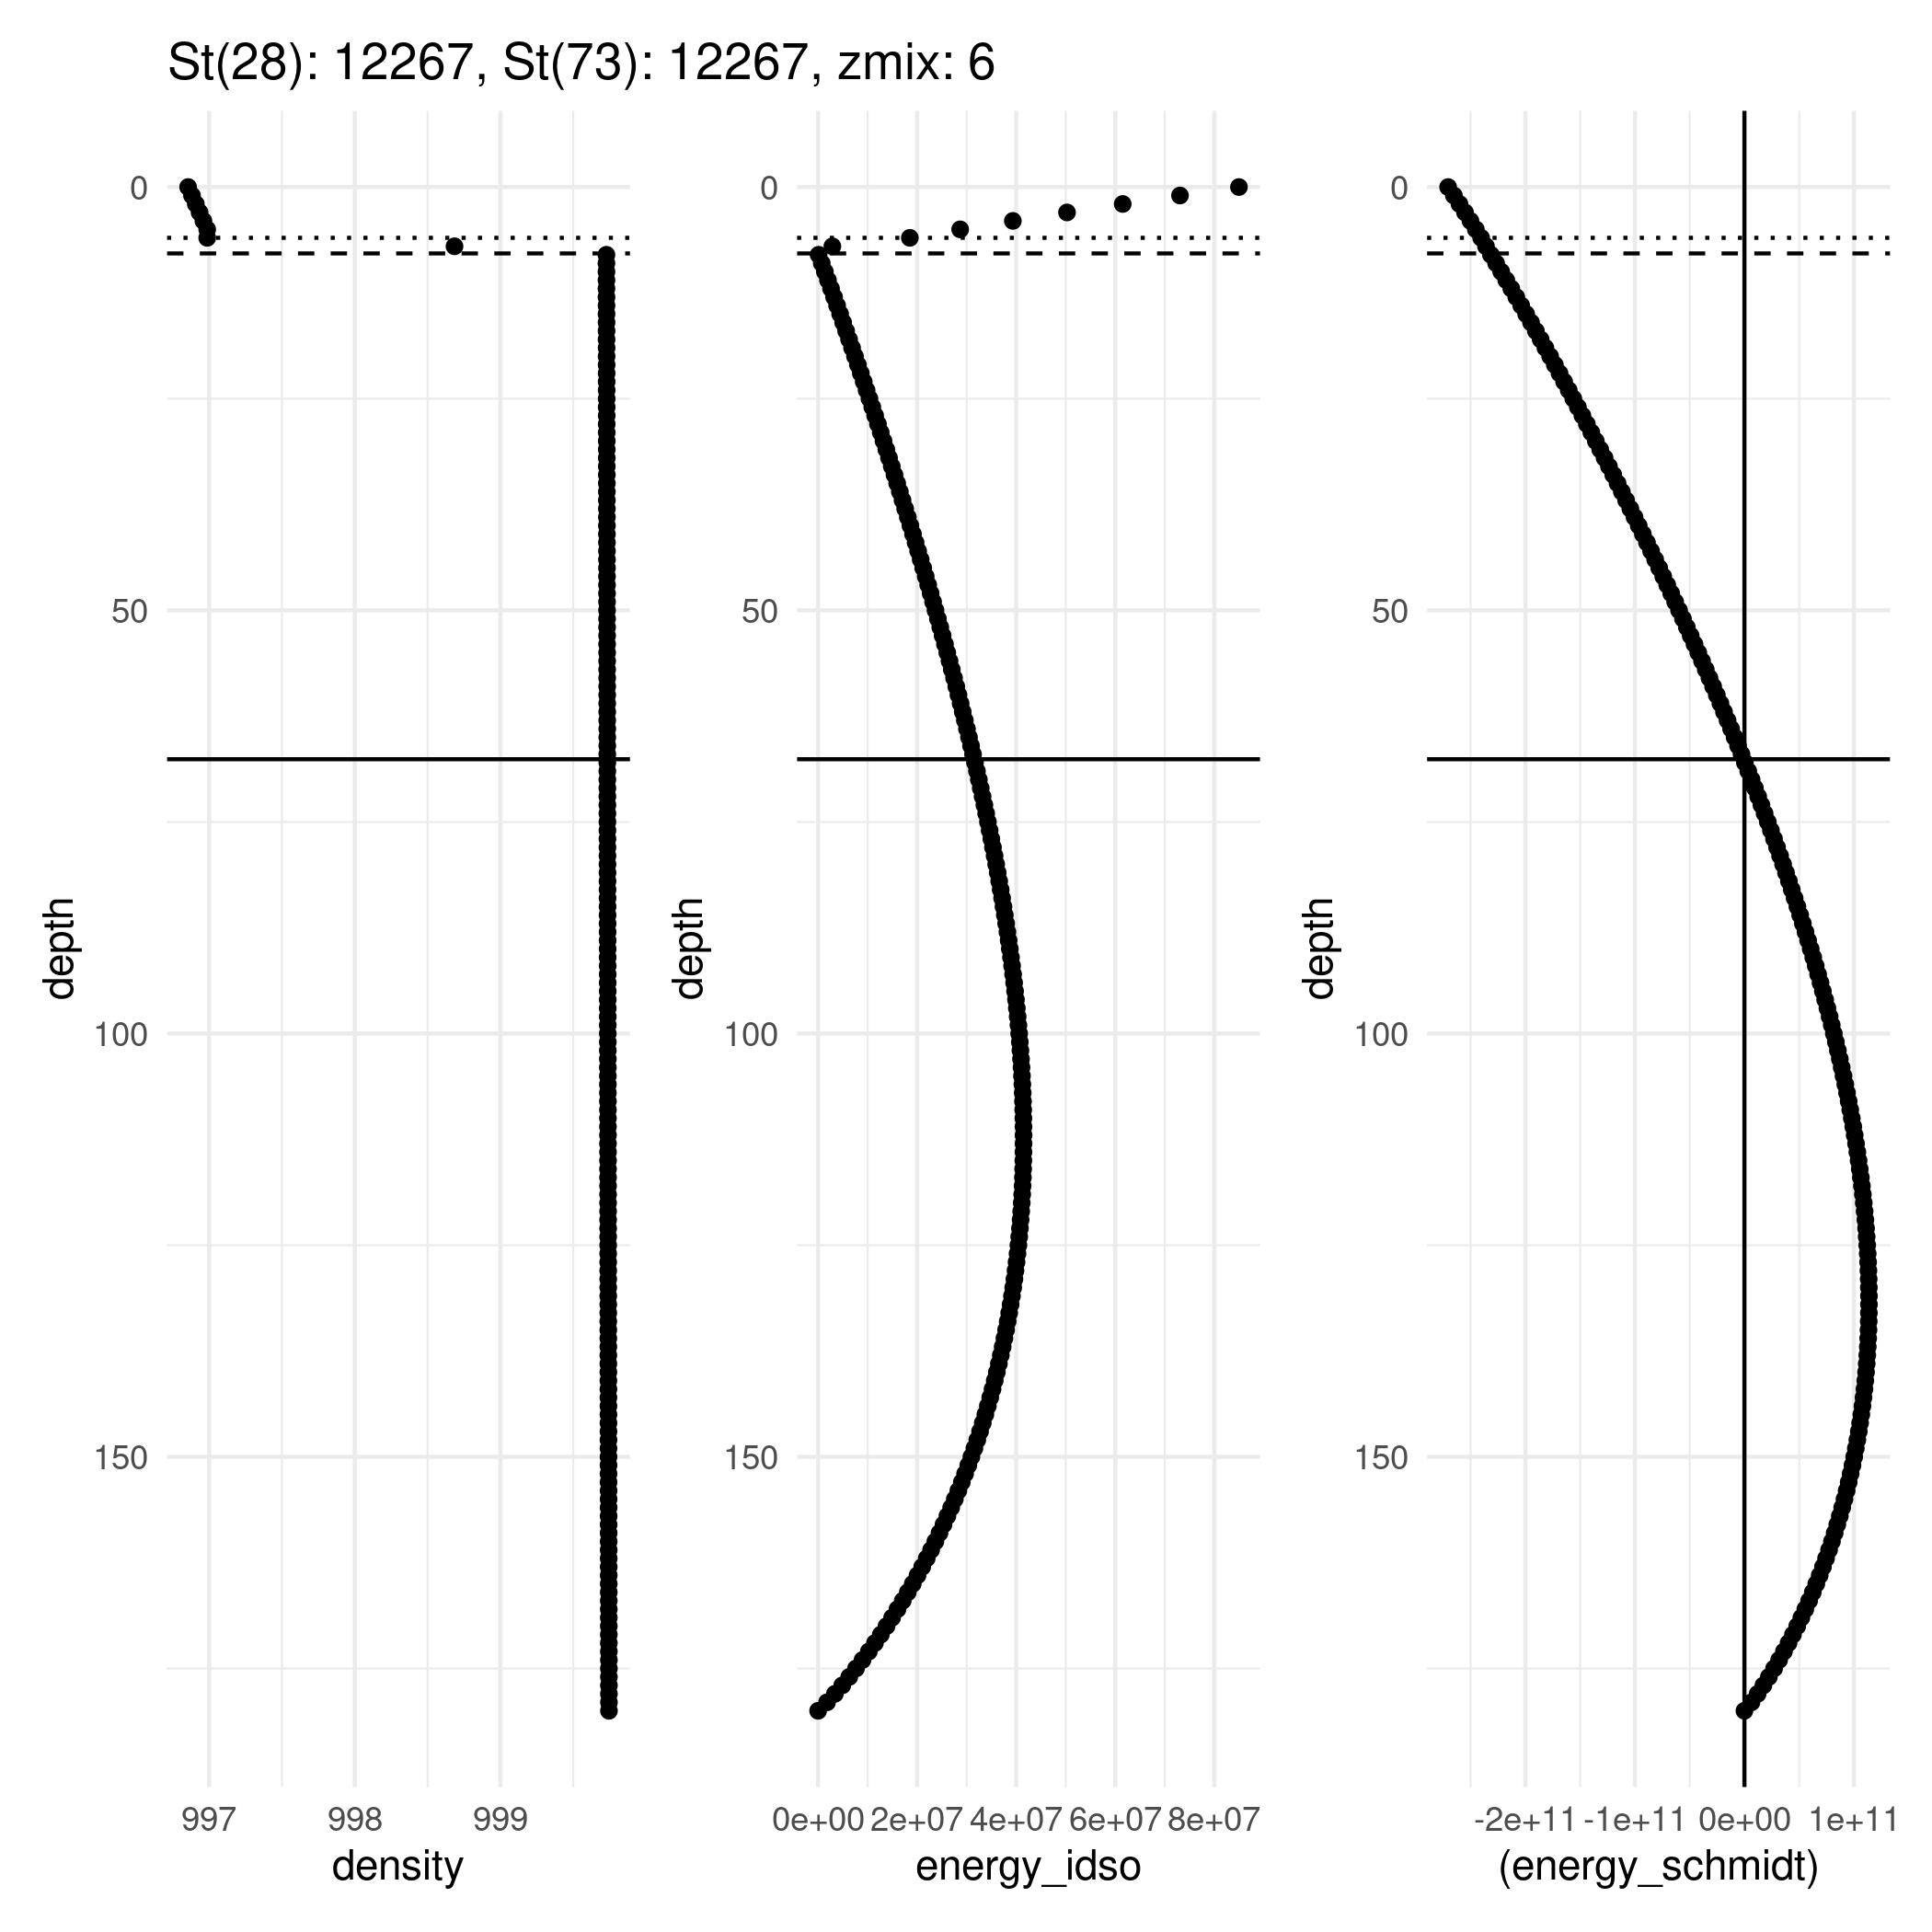 St(28): 12267, St(73): 12267, zmix: 6
0
50
100
150
depth
997 998 999
density
0
50
100
150
depth
0e+00 2e+07 4e+07 6e+07 8e+07
energy_idso
0
50
100
150
depth
-2e+11 -1e+11 0e+00 1e+11
(energy_schmidt)